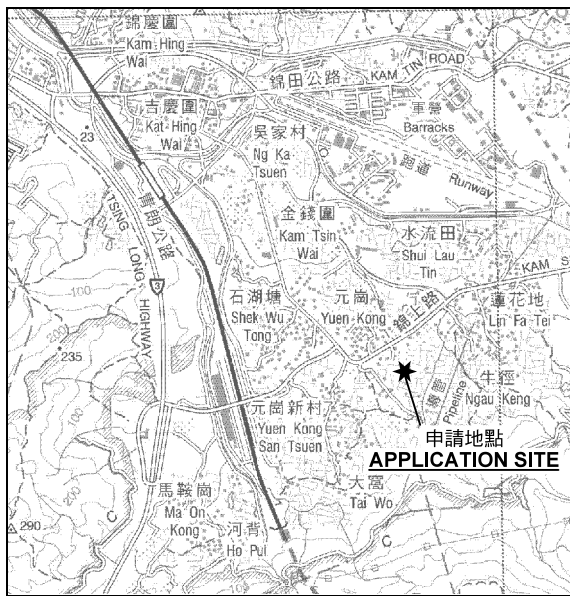 錦慶圍
Kam Hing
Wai
錦田公路
KAM TIN ROAD
吉慶圍
Kat Hing
Wai
軍營
Barracks
23
吳家村
Ng Ka
Tsuen
跑道
Runway
青朗公路
TSING LONG HIGHWAY
3
金錢圍
Kam Tsin
Wai
水流田
Shui Lau
Tin
KAM S
石湖塘
Shek Wu
Tong
元崗
Yuen Kong
錦上路
蓮花地
Lin Fa Tei
100
100
235
200
牛徑
Ngau Keng
Pipeline
元崗新村
Yuen Kong
San Tsuen
申請地點
APPLICATION SITE
馬鞍崗
Ma On
Kong
大窩
Tai Wo
290
200
河背
Ho Pui
C
C
100